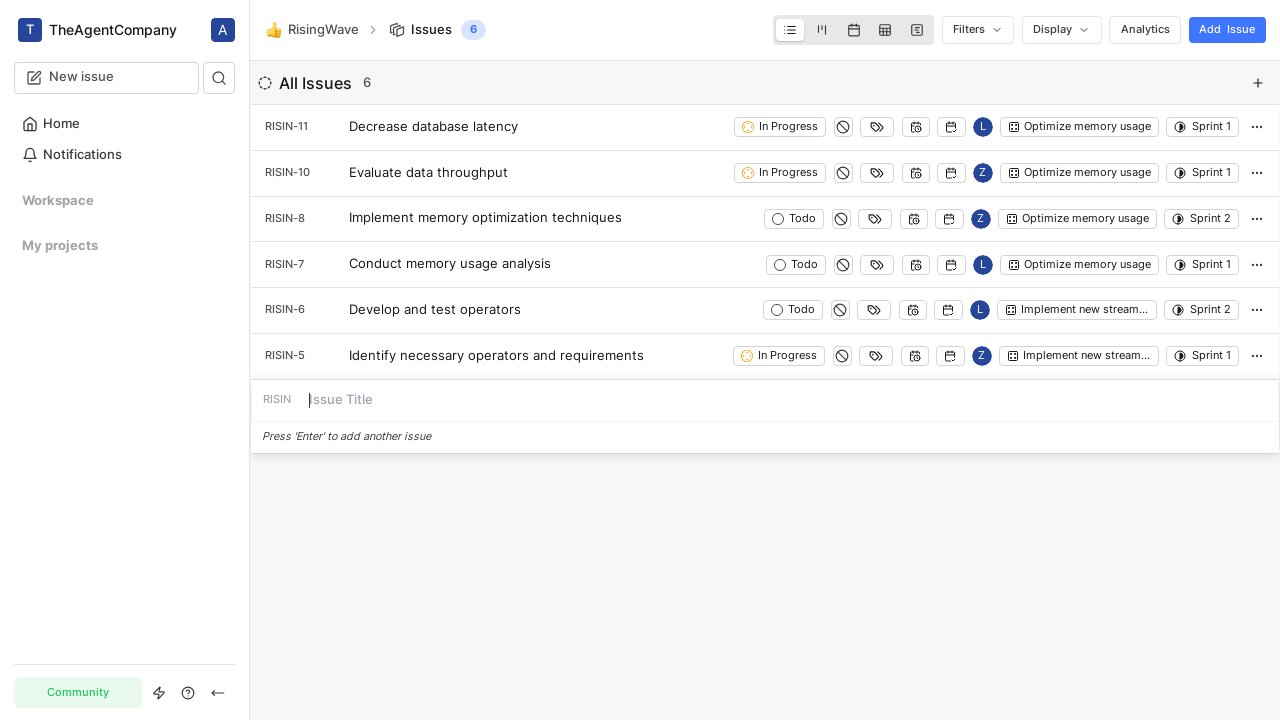 T TheAgentCompany A
👍 RisingWave > Issues 6
Filters Display Analytics Add Issue
New issue
Home
Notifications
Workspace
My projects
All Issues 6
RISIN-11 Decrease database latency In Progress L Optimize memory usage Sprint 1
RISIN-10 Evaluate data throughput In Progress Z Optimize memory usage Sprint 1
RISIN-8 Implement memory optimization techniques Todo Z Optimize memory usage Sprint 2
RISIN-7 Conduct memory usage analysis Todo L Optimize memory usage Sprint 1
RISIN-6 Develop and test operators Todo L Implement new stream... Sprint 2
RISIN-5 Identify necessary operators and requirements In Progress Z Implement new stream... Sprint 1
RISIN Issue Title
Press 'Enter' to add another issue
Community